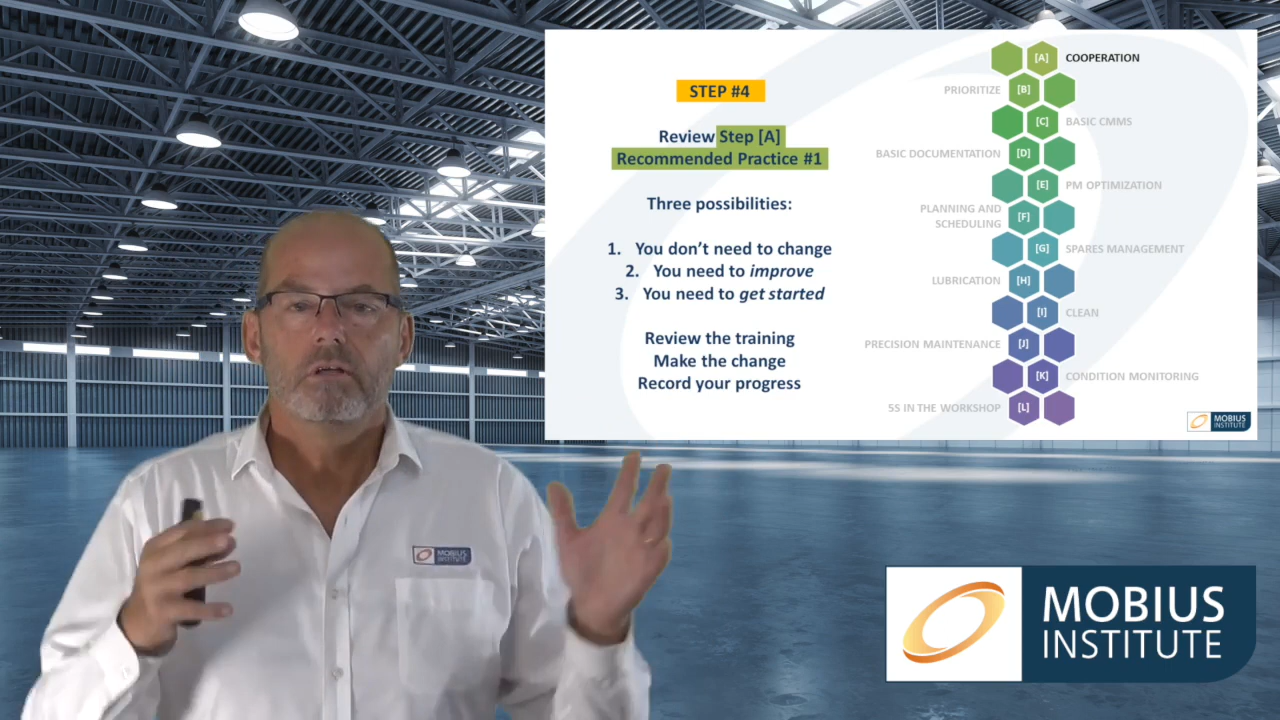 STEP #4
Review Step [A]
Recommended Practice #1
Three possibilities:
1. You don't need to change
2. You need to improve
3. You need to get started
Review the training
Make the change
Record your progress
[A] COOPERATION
PRIORITIZE [B]
[C] BASIC CMMS
BASIC DOCUMENTATION [D]
[E] PM OPTIMIZATION
PLANNING AND
SCHEDULING [F]
[G] SPARES MANAGEMENT
LUBRICATION [H]
[I] CLEAN
PRECISION MAINTENANCE [J]
[K] CONDITION MONITORING
5S IN THE WORKSHOP [L]
MOBIUS
INSTITUTE
MOBIUS
INSTITUTE
MOBIUS
INSTITUTE